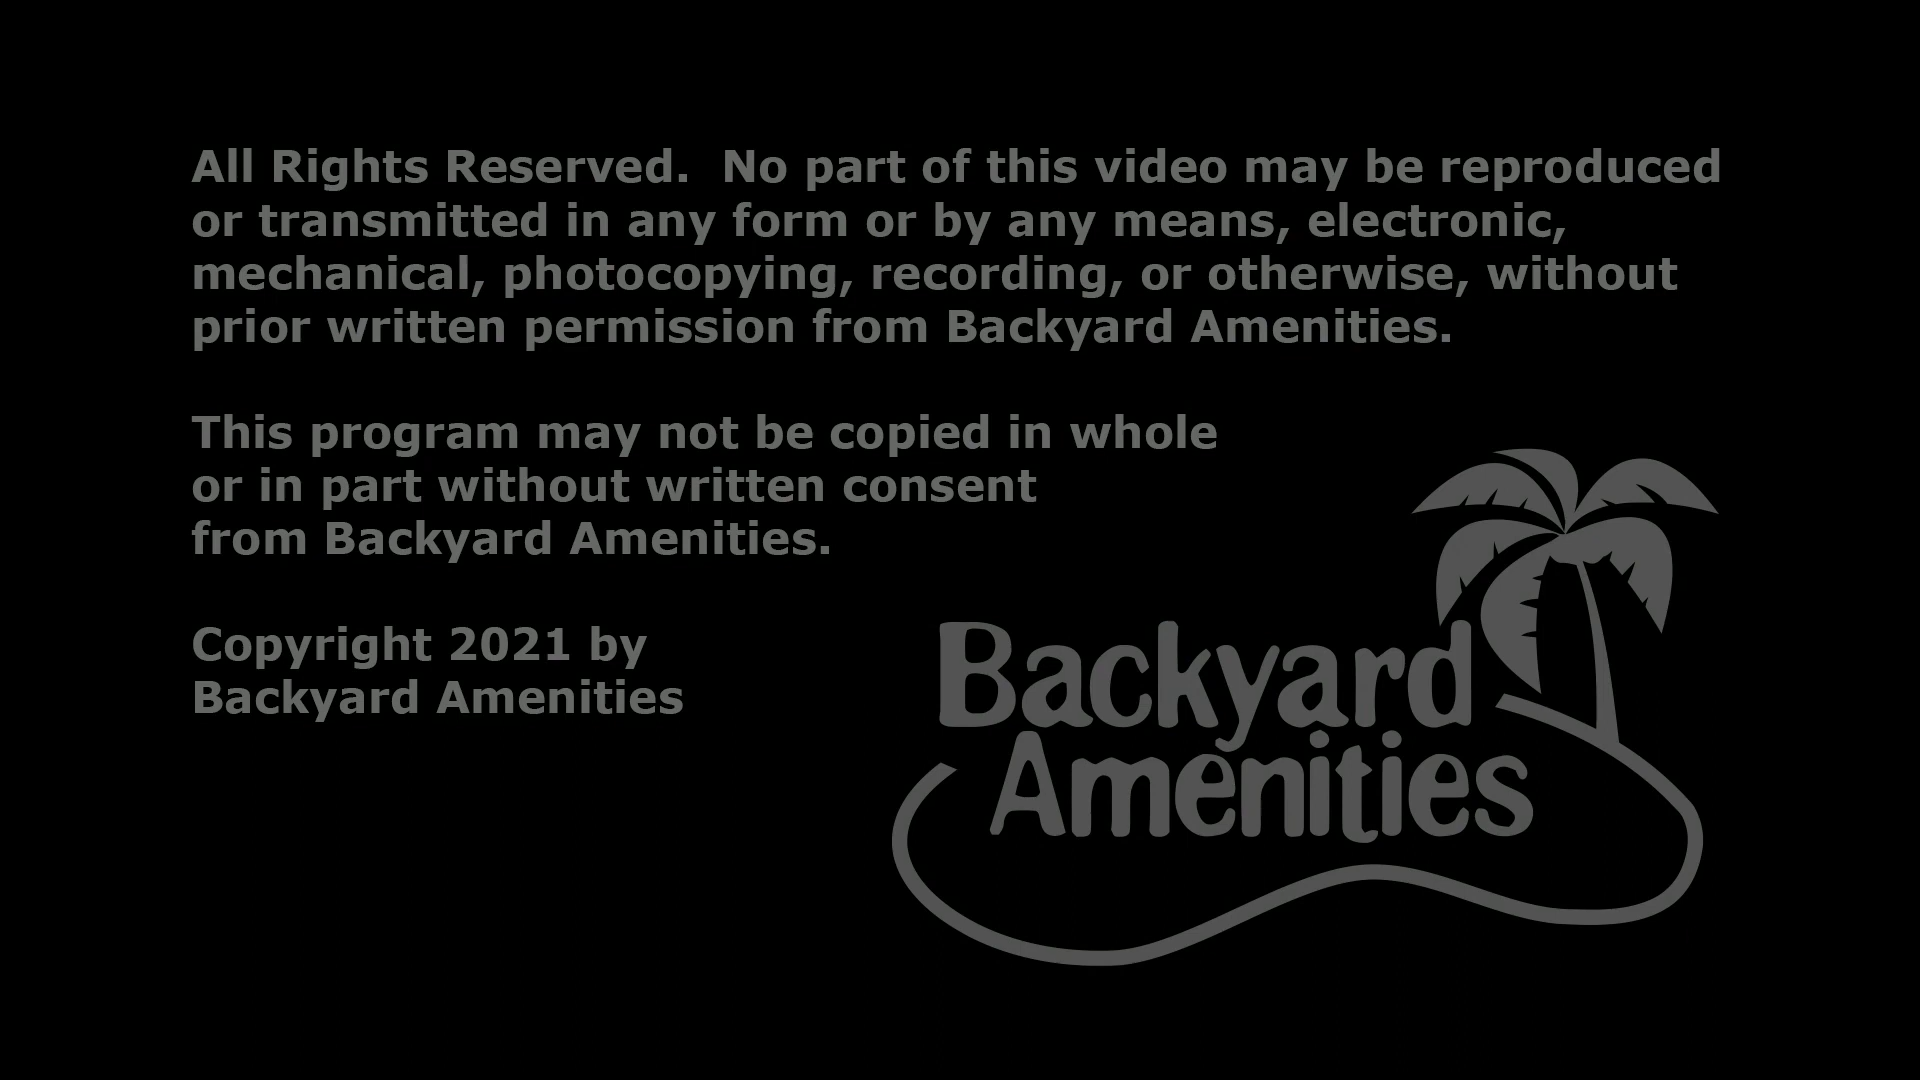 All Rights Reserved.  No part of this video may be reproduced
or transmitted in any form or by any means, electronic,
mechanical, photocopying, recording, or otherwise, without
prior written permission from Backyard Amenities.
This program may not be copied in whole
or in part without written consent
from Backyard Amenities.
Copyright 2021 by
Backyard Amenities
Backyard
Amenities